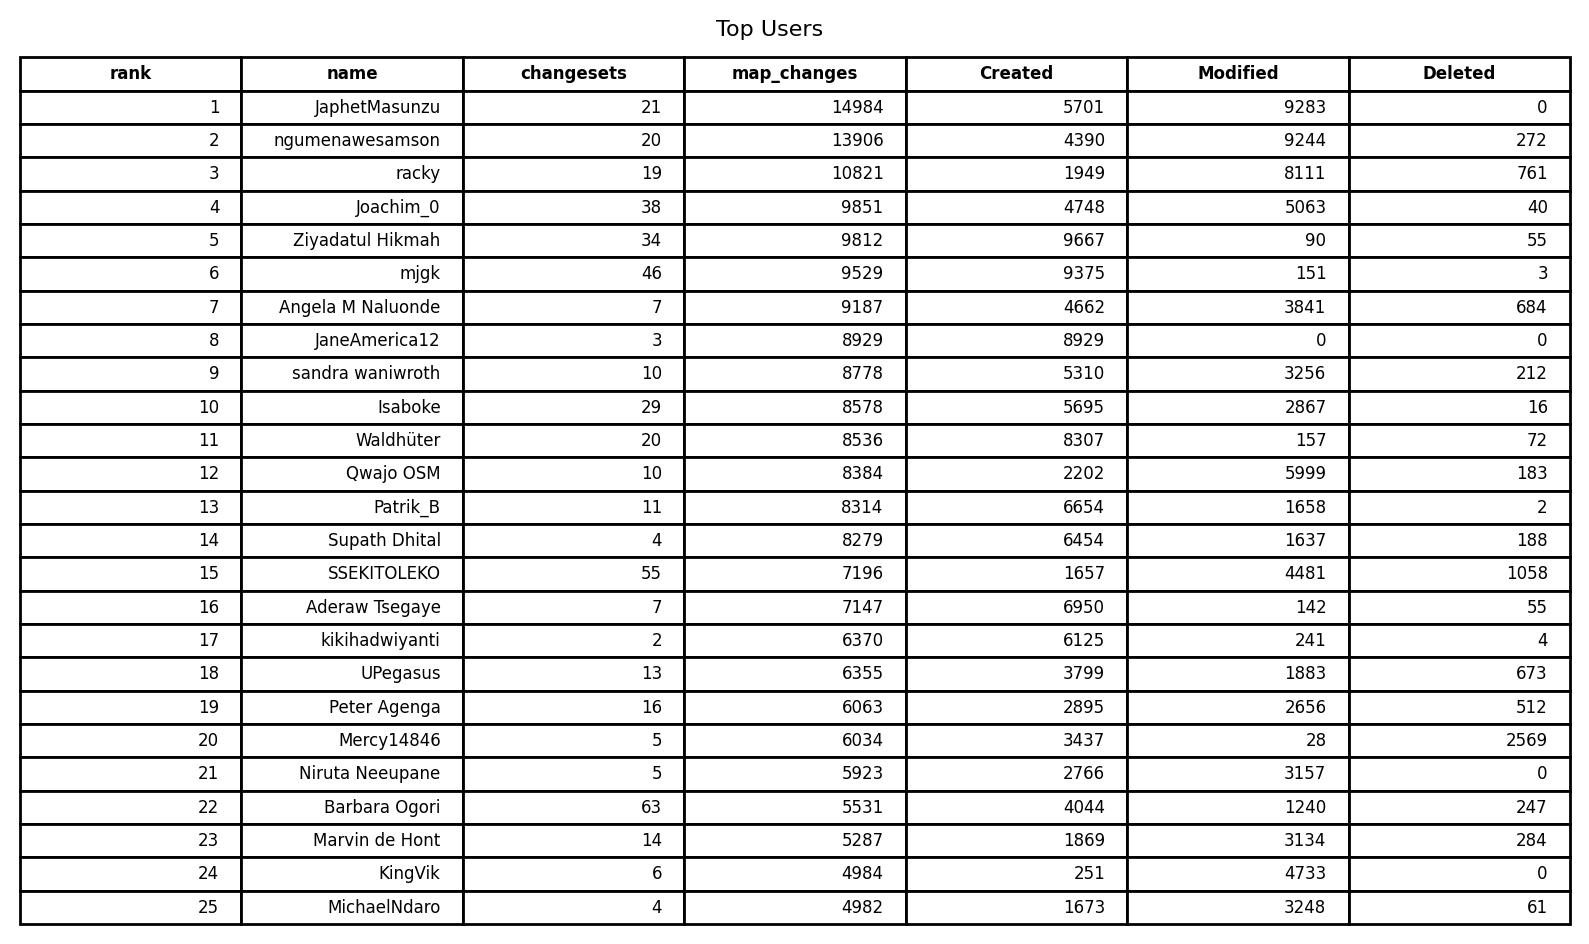 Top Users
rank name changesets map_changes Created Modified Deleted
1 JaphetMasunzu 21 14984 5701 9283 0
2 ngumenawesamson 20 13906 4390 9244 272
3 racky 19 10821 1949 8111 761
4 Joachim_0 38 9851 4748 5063 40
5 Ziyadatul Hikmah 34 9812 9667 90 55
6 mjgk 46 9529 9375 151 3
7 Angela M Naluonde 7 9187 4662 3841 684
8 JaneAmerica12 3 8929 8929 0 0
9 sandra waniwroth 10 8778 5310 3256 212
10 Isaboke 29 8578 5695 2867 16
11 Waldhüter 20 8536 8307 157 72
12 Qwajo OSM 10 8384 2202 5999 183
13 Patrik_B 11 8314 6654 1658 2
14 Supath Dhital 4 8279 6454 1637 188
15 SSEKITOLEKO 55 7196 1657 4481 1058
16 Aderaw Tsegaye 7 7147 6950 142 55
17 kikihadwiyanti 2 6370 6125 241 4
18 UPegasus 13 6355 3799 1883 673
19 Peter Agenga 16 6063 2895 2656 512
20 Mercy14846 5 6034 3437 28 2569
21 Niruta Neeupane 5 5923 2766 3157 0
22 Barbara Ogori 63 5531 4044 1240 247
23 Marvin de Hont 14 5287 1869 3134 284
24 KingVik 6 4984 251 4733 0
25 MichaelNdaro 4 4982 1673 3248 61